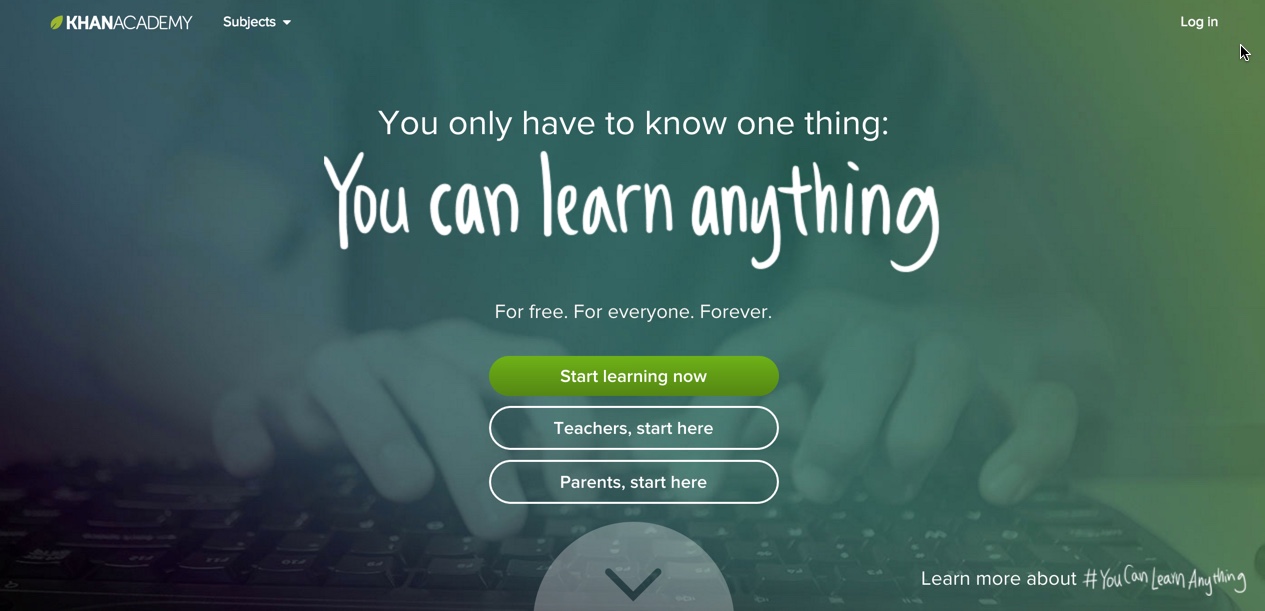 KHANACADEMY Subjects Log in
You only have to know one thing:
You can learn anything
For free. For everyone. Forever.
Start learning now
Teachers, start here
Parents, start here
Learn more about #YouCanLearnAnything